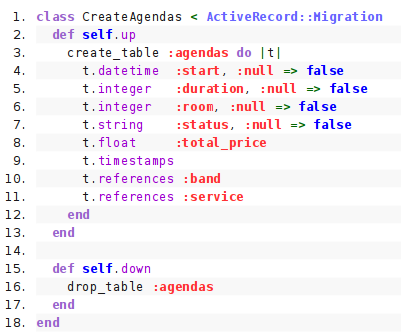 1. class CreateAgendas < ActiveRecord::Migration
2.   def self.up
3.     create_table :agendas do |t|
4.       t.datetime  :start, :null => false
5.       t.integer   :duration, :null => false
6.       t.integer   :room, :null => false
7.       t.string    :status, :null => false
8.       t.float     :total_price
9.       t.timestamps
10.       t.references :band
11.       t.references :service
12.     end
13.   end
14.
15.   def self.down
16.     drop_table :agendas
17.   end
18. end